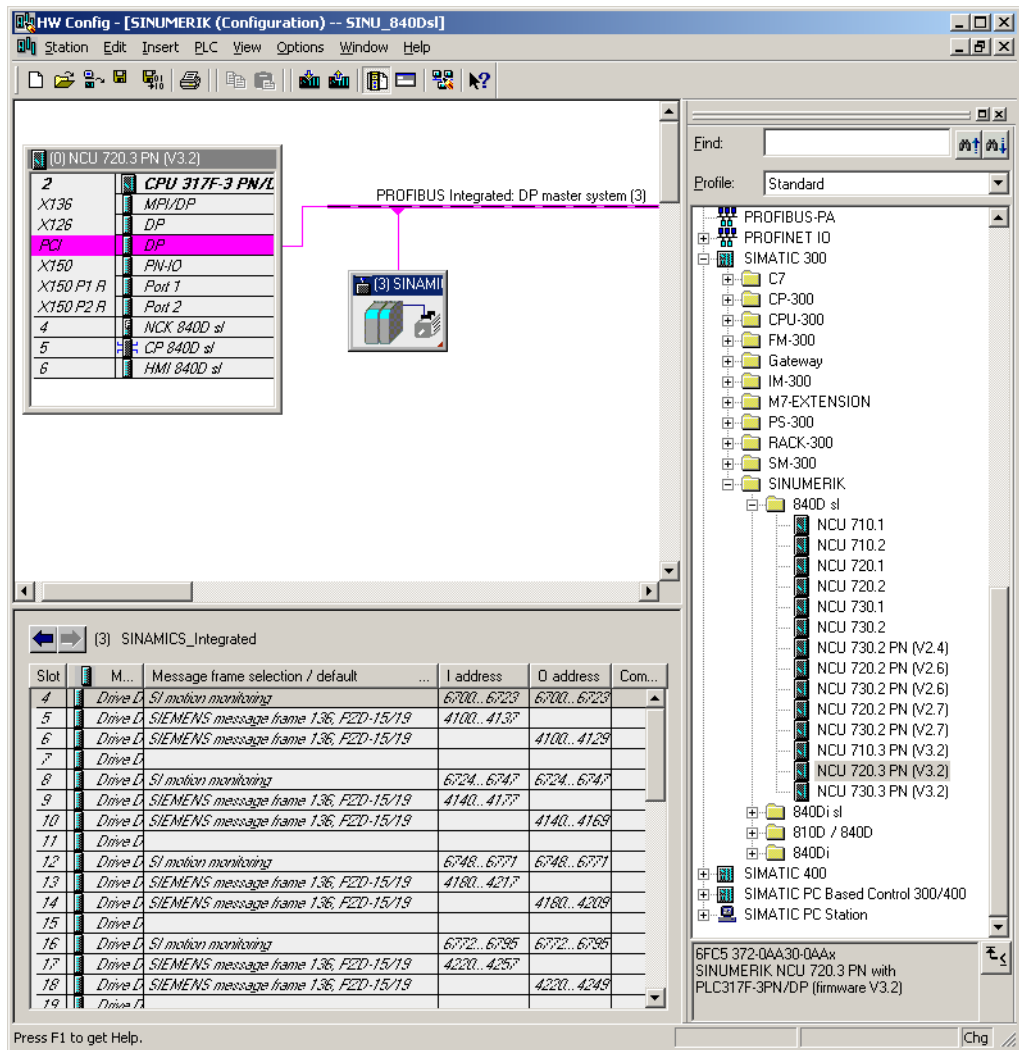 HW Config - [SINUMERIK (Configuration) -- SINU_840Dsl]
Station Edit Insert PLC View Options Window Help
(0) NCU 720.3 PN (V3.2)
2 CPU 317F-3 PN/D
X136 MPI/DP
X126 DP
PCI DP
X150 PN-IO
X150 P1 R Port 1
X150 P2 R Port 2
4 NCK 840D sl
5 CP 840D sl
6 HMI 840D sl
PROFIBUS Integrated: DP master system (3)
(3) SINAMI
(3) SINAMICS_Integrated
Slot M... Message frame selection / default ... I address O address Com...
4 Drive D SI motion monitoring 6700...6723 6700...6723
5 Drive D SIEMENS message frame 136, PZD-15/19 4100...4137
6 Drive D SIEMENS message frame 136, PZD-15/19 4100...4129
7 Drive D
8 Drive D SI motion monitoring 6724...6747 6724...6747
9 Drive D SIEMENS message frame 136, PZD-15/19 4140...4177
10 Drive D SIEMENS message frame 136, PZD-15/19 4140...4169
11 Drive D
12 Drive D SI motion monitoring 6748...6771 6748...6771
13 Drive D SIEMENS message frame 136, PZD-15/19 4180...4217
14 Drive D SIEMENS message frame 136, PZD-15/19 4180...4209
15 Drive D
16 Drive D SI motion monitoring 6772...6795 6772...6795
17 Drive D SIEMENS message frame 136, PZD-15/19 4220...4257
18 Drive D SIEMENS message frame 136, PZD-15/19 4220...4249
19 Drive D
Find:
Profile: Standard
PROFIBUS-PA
PROFINET IO
SIMATIC 300
C7
CP-300
CPU-300
FM-300
Gateway
IM-300
M7-EXTENSION
PS-300
RACK-300
SM-300
SINUMERIK
840D sl
NCU 710.1
NCU 710.2
NCU 720.1
NCU 720.2
NCU 730.1
NCU 730.2
NCU 730.2 PN (V2.4)
NCU 720.2 PN (V2.6)
NCU 730.2 PN (V2.6)
NCU 720.2 PN (V2.7)
NCU 730.2 PN (V2.7)
NCU 710.3 PN (V3.2)
NCU 720.3 PN (V3.2)
NCU 730.3 PN (V3.2)
840Di sl
810D / 840D
840Di
SIMATIC 400
SIMATIC PC Based Control 300/400
SIMATIC PC Station
6FC5 372-0AA30-0AAx
SINUMERIK NCU 720.3 PN with
PLC317F-3PN/DP (firmware V3.2)
Press F1 to get Help.
Chg